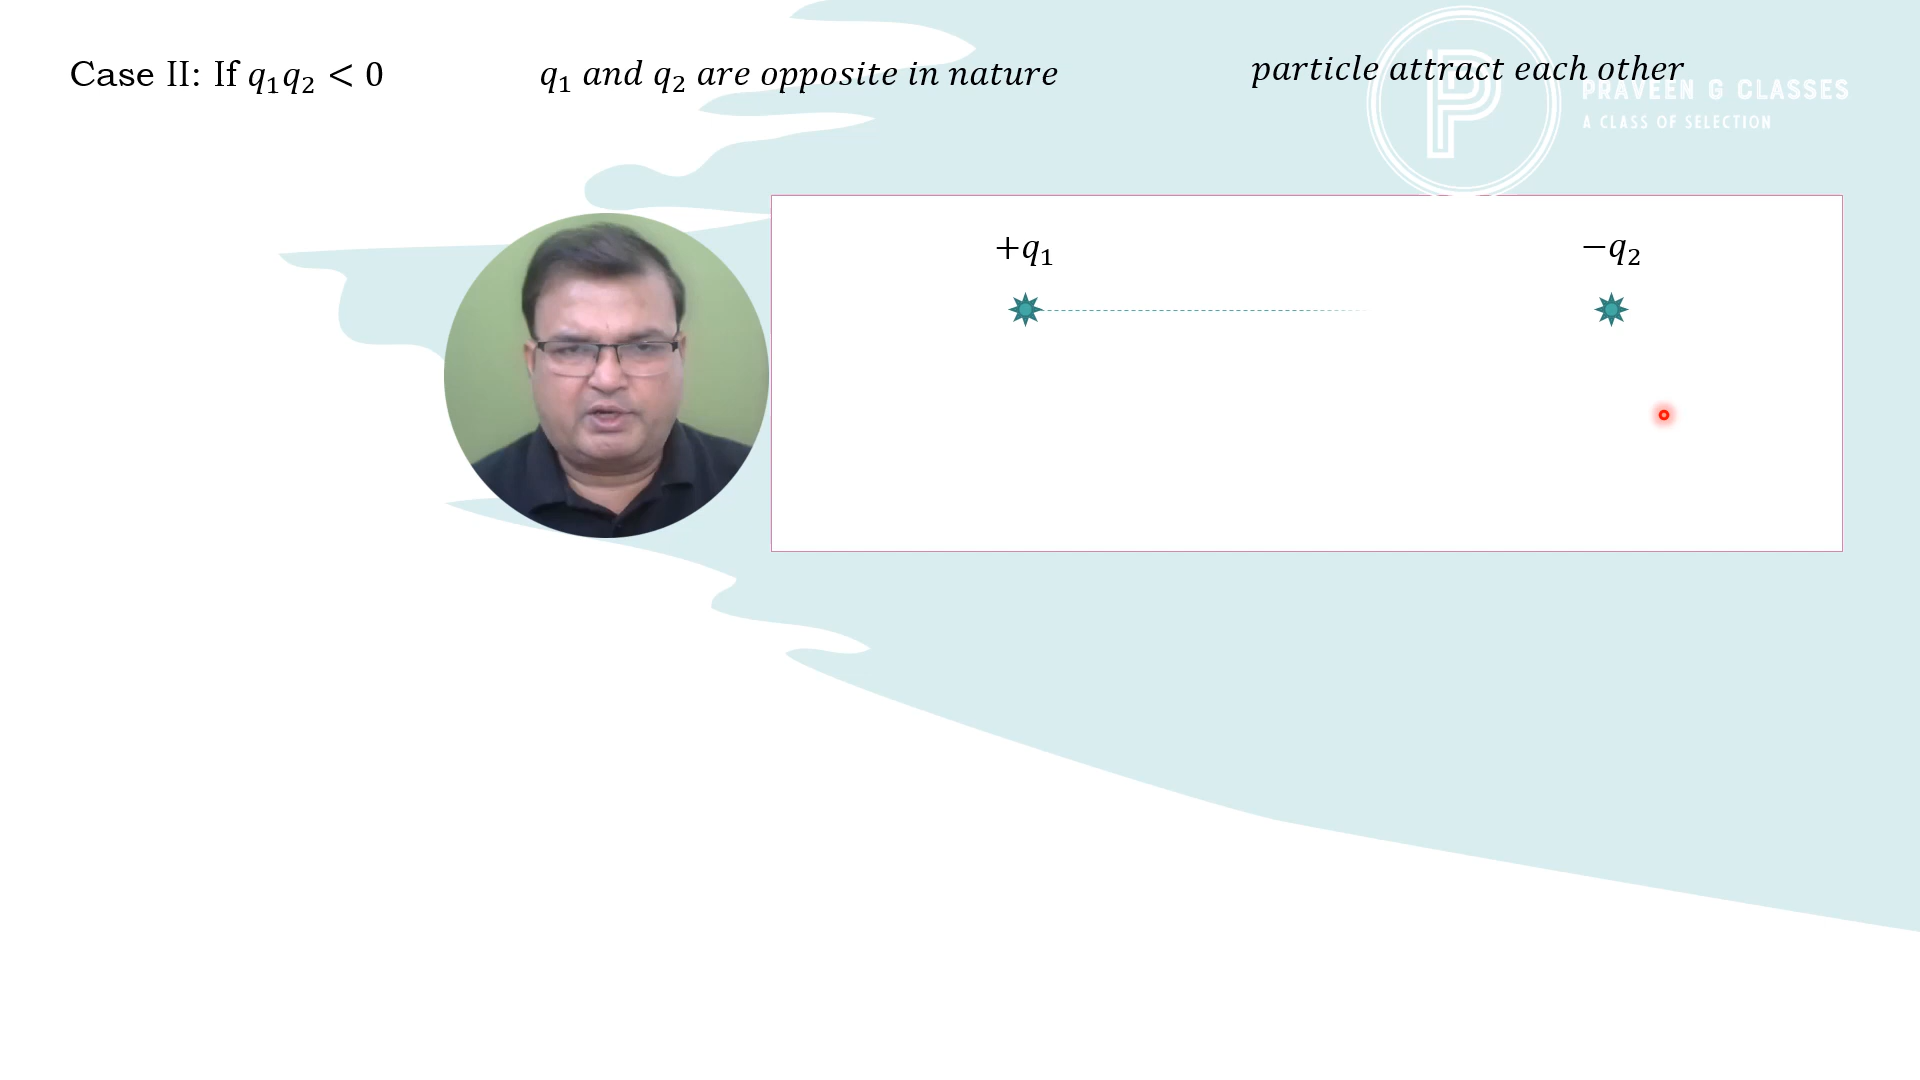 Case II: If q₁q₂ < 0
q₁ and q₂ are opposite in nature
particle attract each other
PRAVEEN G CLASSES
A CLASS OF SELECTION
+q₁
−q₂